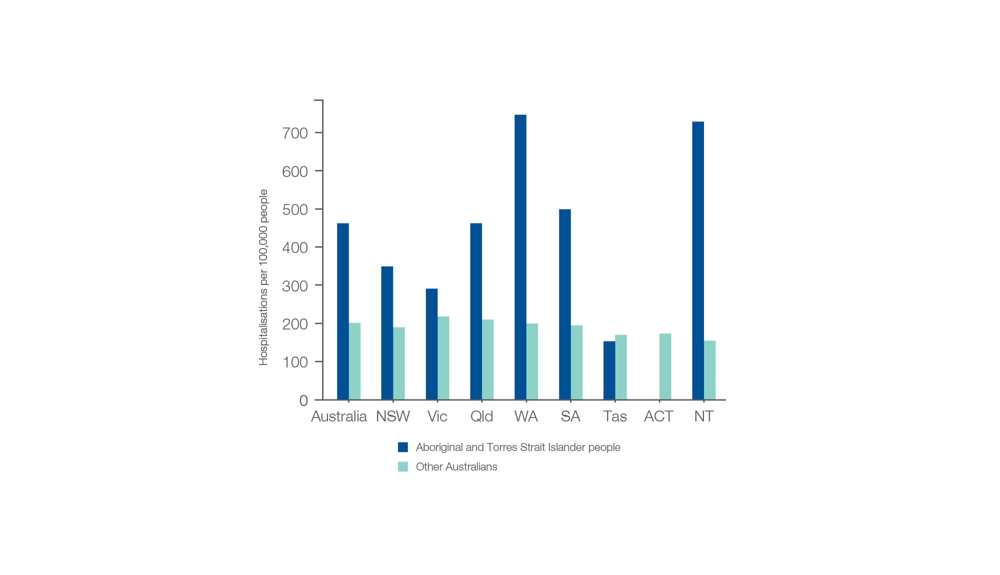 Hospitalisations per 100,000 people
700
600
500
400
300
200
100
0
Australia NSW Vic Qld WA SA Tas ACT NT
Aboriginal and Torres Strait Islander people
Other Australians